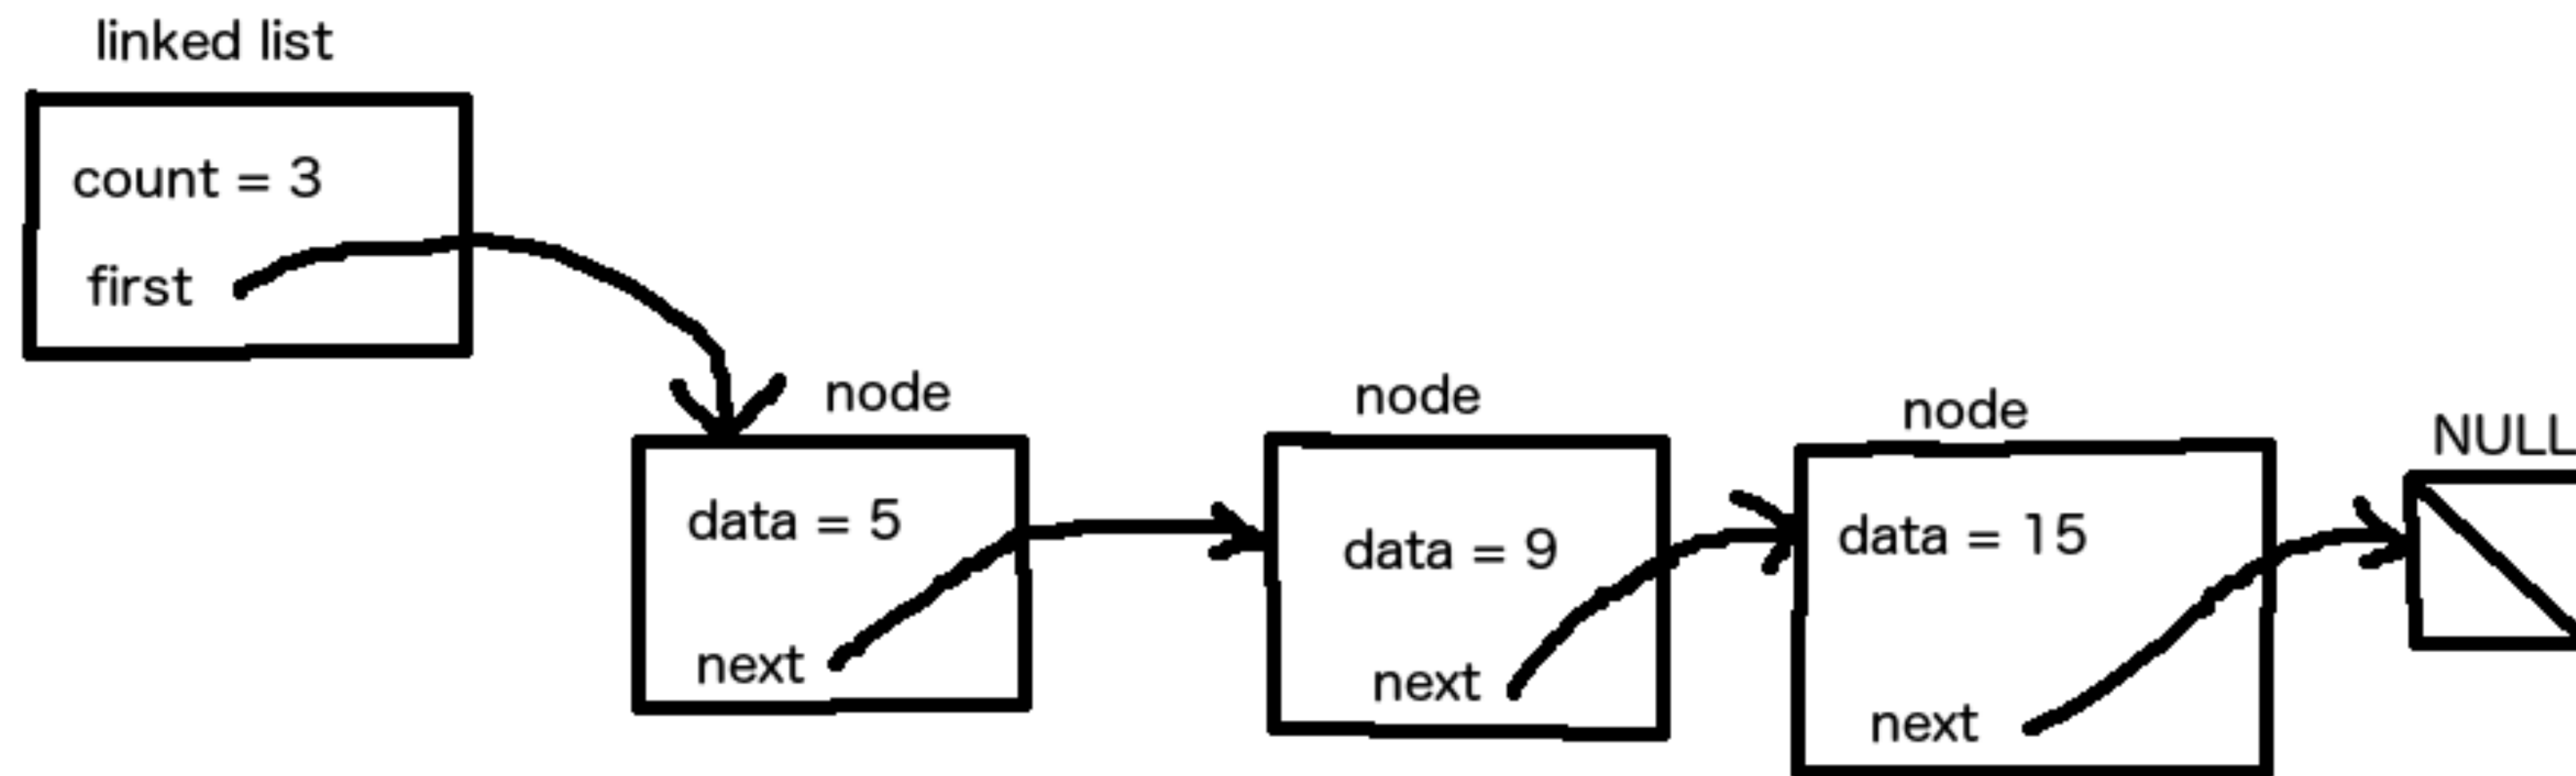 linked list
count = 3
first
node
data = 5
next
node
data = 9
next
node
data = 15
next
NULL